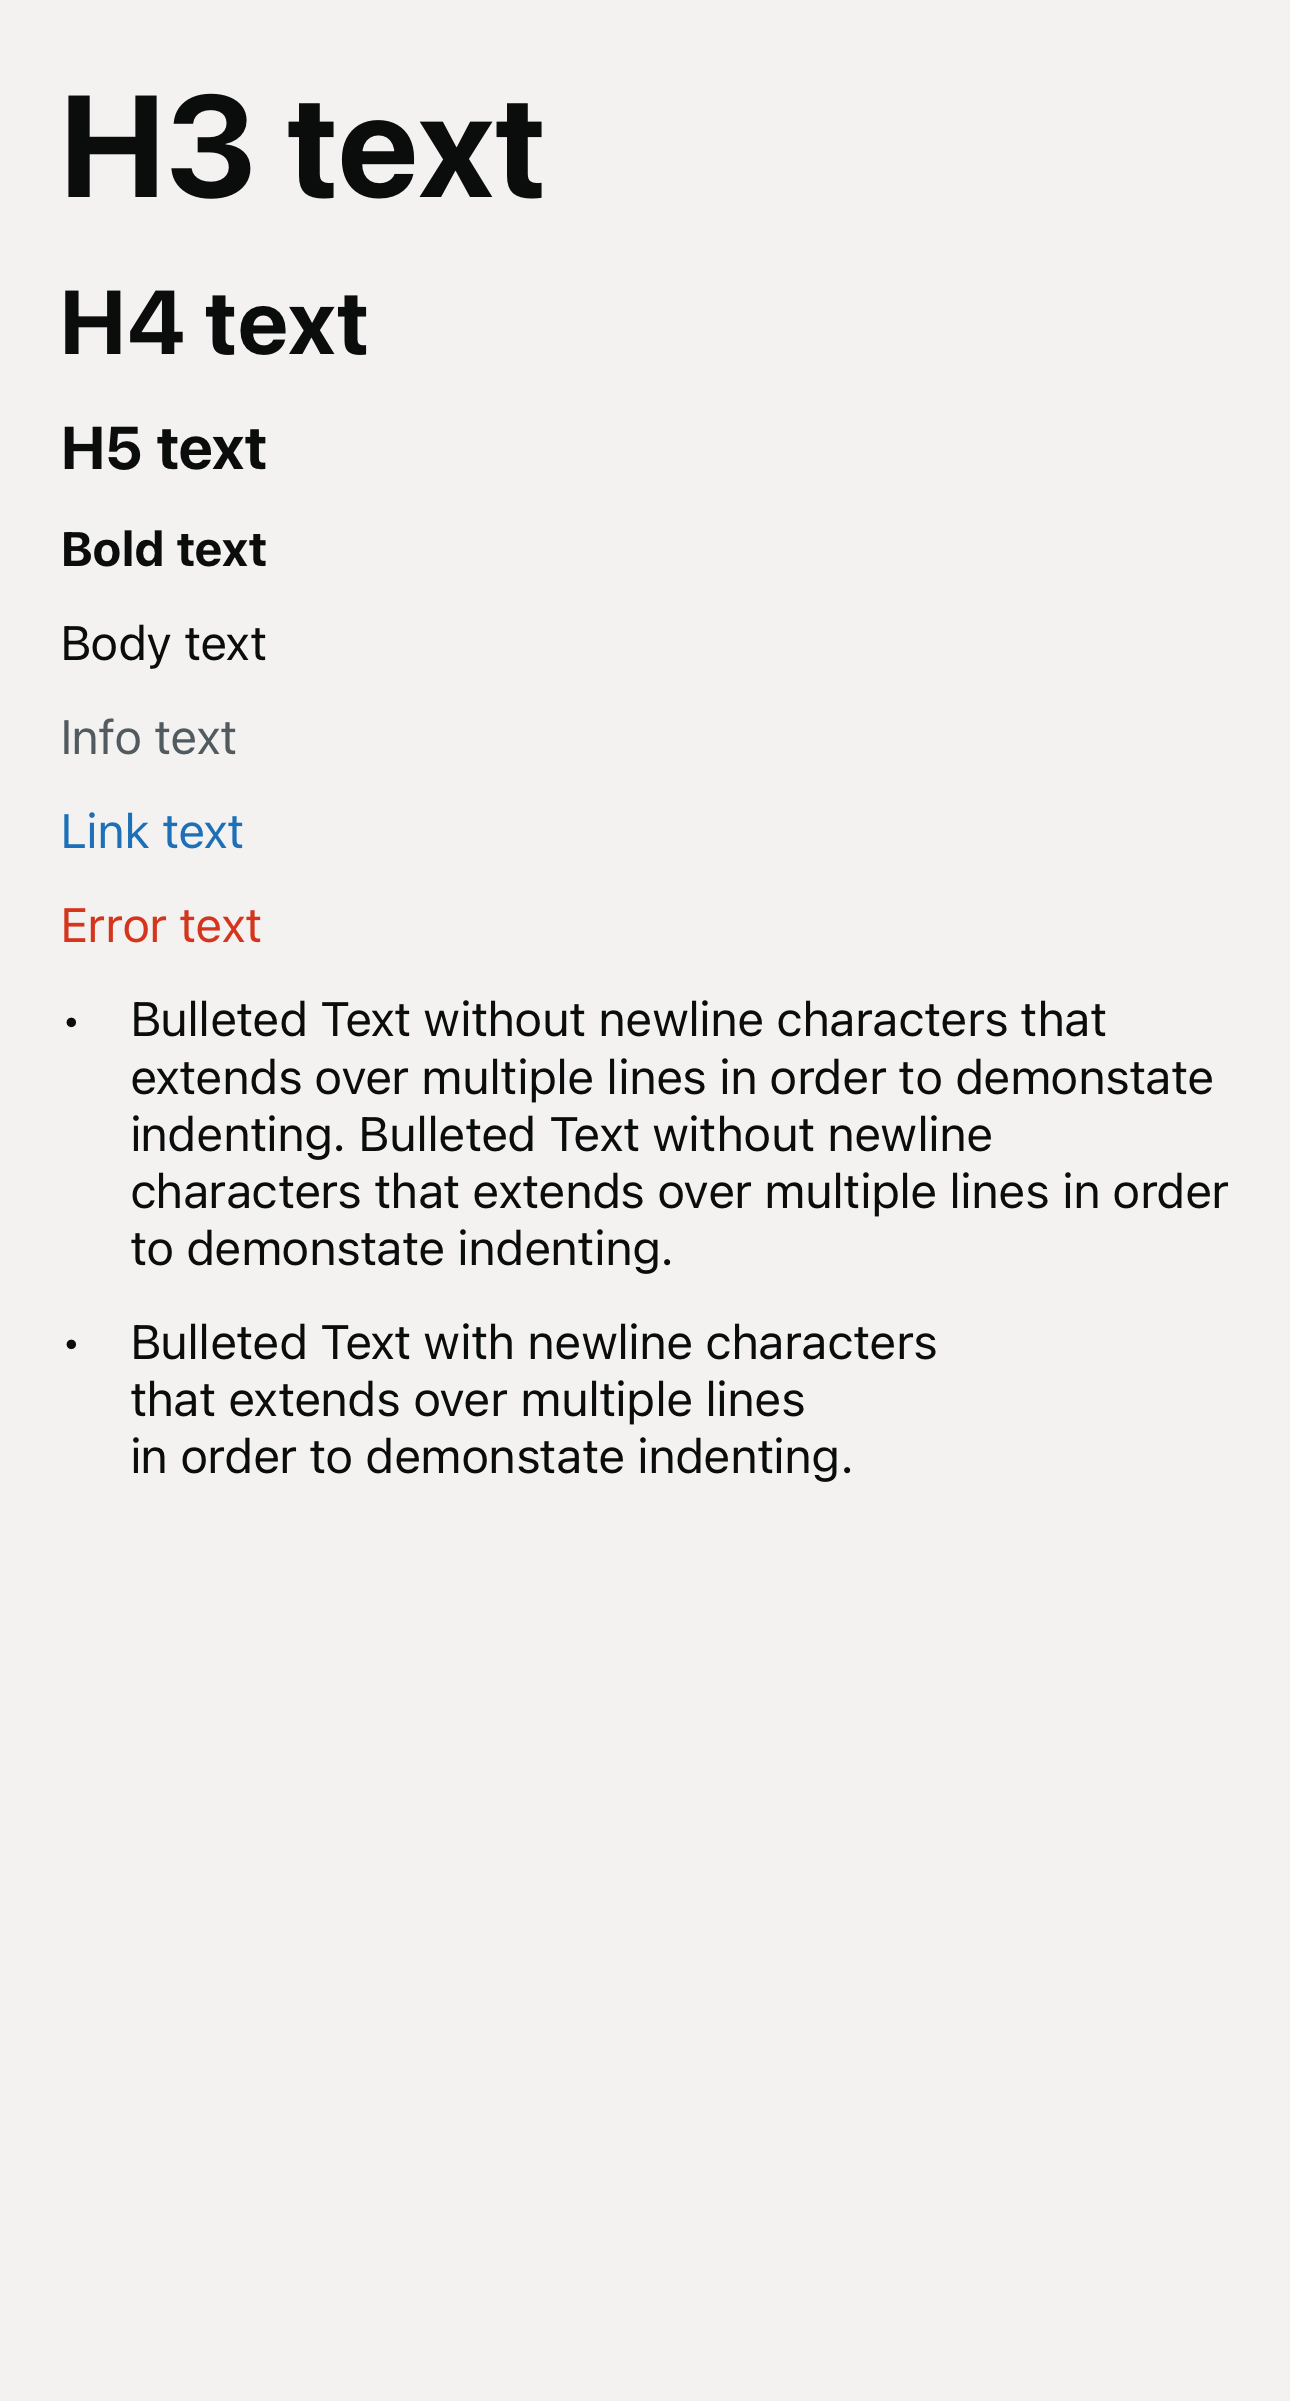 H3 text
H4 text
H5 text
Bold text
Body text
Info text
Link text
Error text
• Bulleted Text without newline characters that
extends over multiple lines in order to demonstate
indenting. Bulleted Text without newline
characters that extends over multiple lines in order
to demonstate indenting.
• Bulleted Text with newline characters
that extends over multiple lines
in order to demonstate indenting.